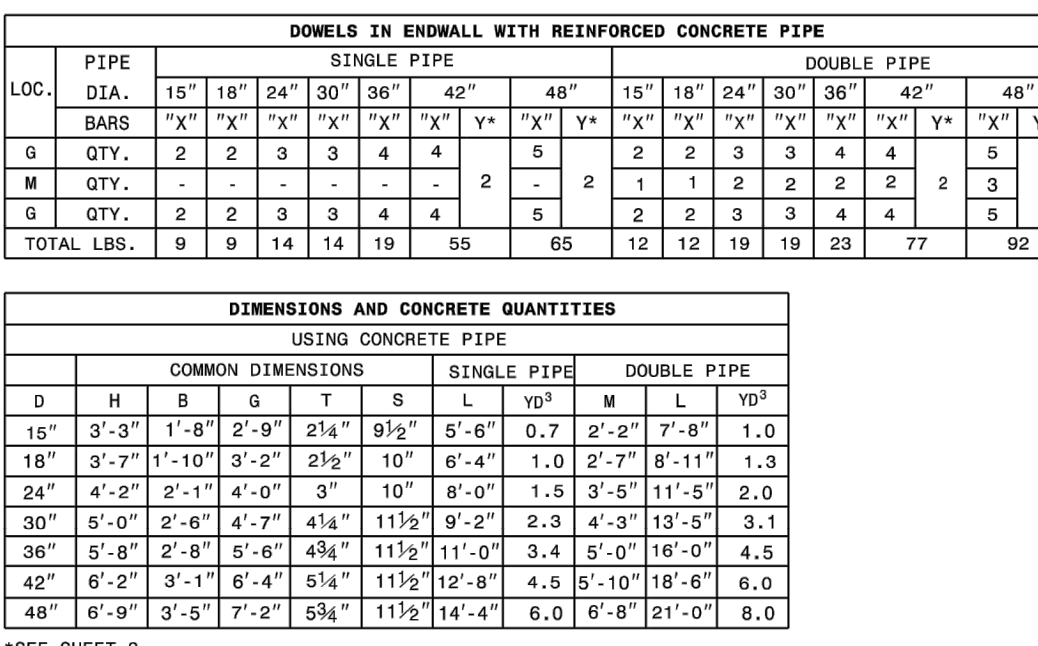 DOWELS IN ENDWALL WITH REINFORCED CONCRETE PIPE
LOC. PIPE DIA. SINGLE PIPE DOUBLE PIPE
15″ 18″ 24″ 30″ 36″ 42″ 48″ 15″ 18″ 24″ 30″ 36″ 42″ 48″
BARS ″X″ ″X″ ″X″ ″X″ ″X″ ″X″ Y* ″X″ Y* ″X″ ″X″ ″X″ ″X″ ″X″ ″X″ Y* ″X″
G QTY. 2 2 3 3 4 4 5 2 2 3 3 4 4 5
M QTY. - - - - - - 2 - 2 1 1 2 2 2 2 2 3
G QTY. 2 2 3 3 4 4 5 2 2 3 3 4 4 5
TOTAL LBS. 9 9 14 14 19 55 65 12 12 19 19 23 77 92
DIMENSIONS AND CONCRETE QUANTITIES
USING CONCRETE PIPE
COMMON DIMENSIONS SINGLE PIPE DOUBLE PIPE
D H B G T S L YD³ M L YD³
15″ 3′-3″ 1′-8″ 2′-9″ 2¼″ 9½″ 5′-6″ 0.7 2′-2″ 7′-8″ 1.0
18″ 3′-7″ 1′-10″ 3′-2″ 2½″ 10″ 6′-4″ 1.0 2′-7″ 8′-11″ 1.3
24″ 4′-2″ 2′-1″ 4′-0″ 3″ 10″ 8′-0″ 1.5 3′-5″ 11′-5″ 2.0
30″ 5′-0″ 2′-6″ 4′-7″ 4¼″ 11½″ 9′-2″ 2.3 4′-3″ 13′-5″ 3.1
36″ 5′-8″ 2′-8″ 5′-6″ 4¾″ 11½″ 11′-0″ 3.4 5′-0″ 16′-0″ 4.5
42″ 6′-2″ 3′-1″ 6′-4″ 5¼″ 11½″ 12′-8″ 4.5 5′-10″ 18′-6″ 6.0
48″ 6′-9″ 3′-5″ 7′-2″ 5¾″ 11½″ 14′-4″ 6.0 6′-8″ 21′-0″ 8.0
*SEE SHEET